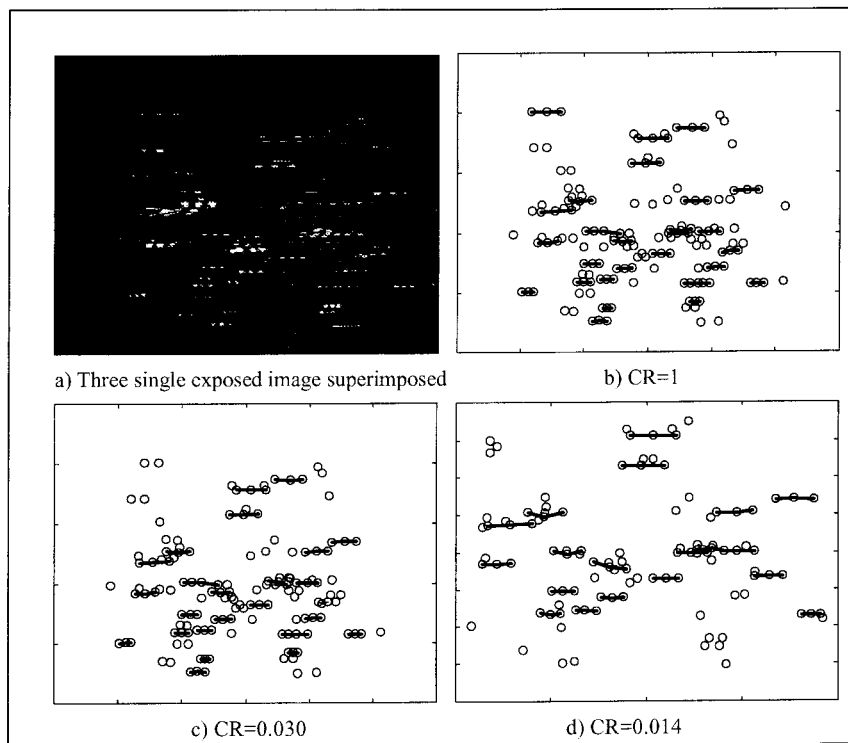 a) Three single exposed image superimposed
b) CR=1
c) CR=0.030
d) CR=0.014